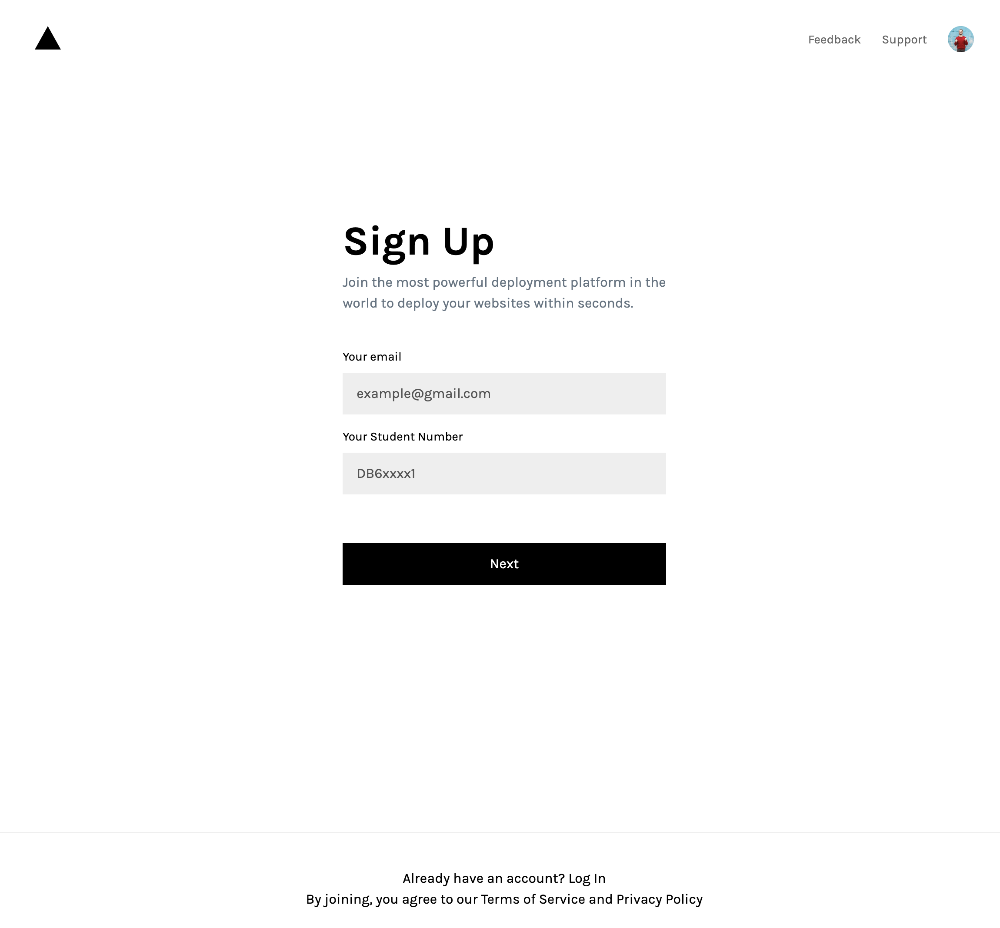 Feedback Support
Sign Up
Join the most powerful deployment platform in the
world to deploy your websites within seconds.
Your email
example@gmail.com
Your Student Number
DB6xxxx1
Next
Already have an account? Log In
By joining, you agree to our Terms of Service and Privacy Policy